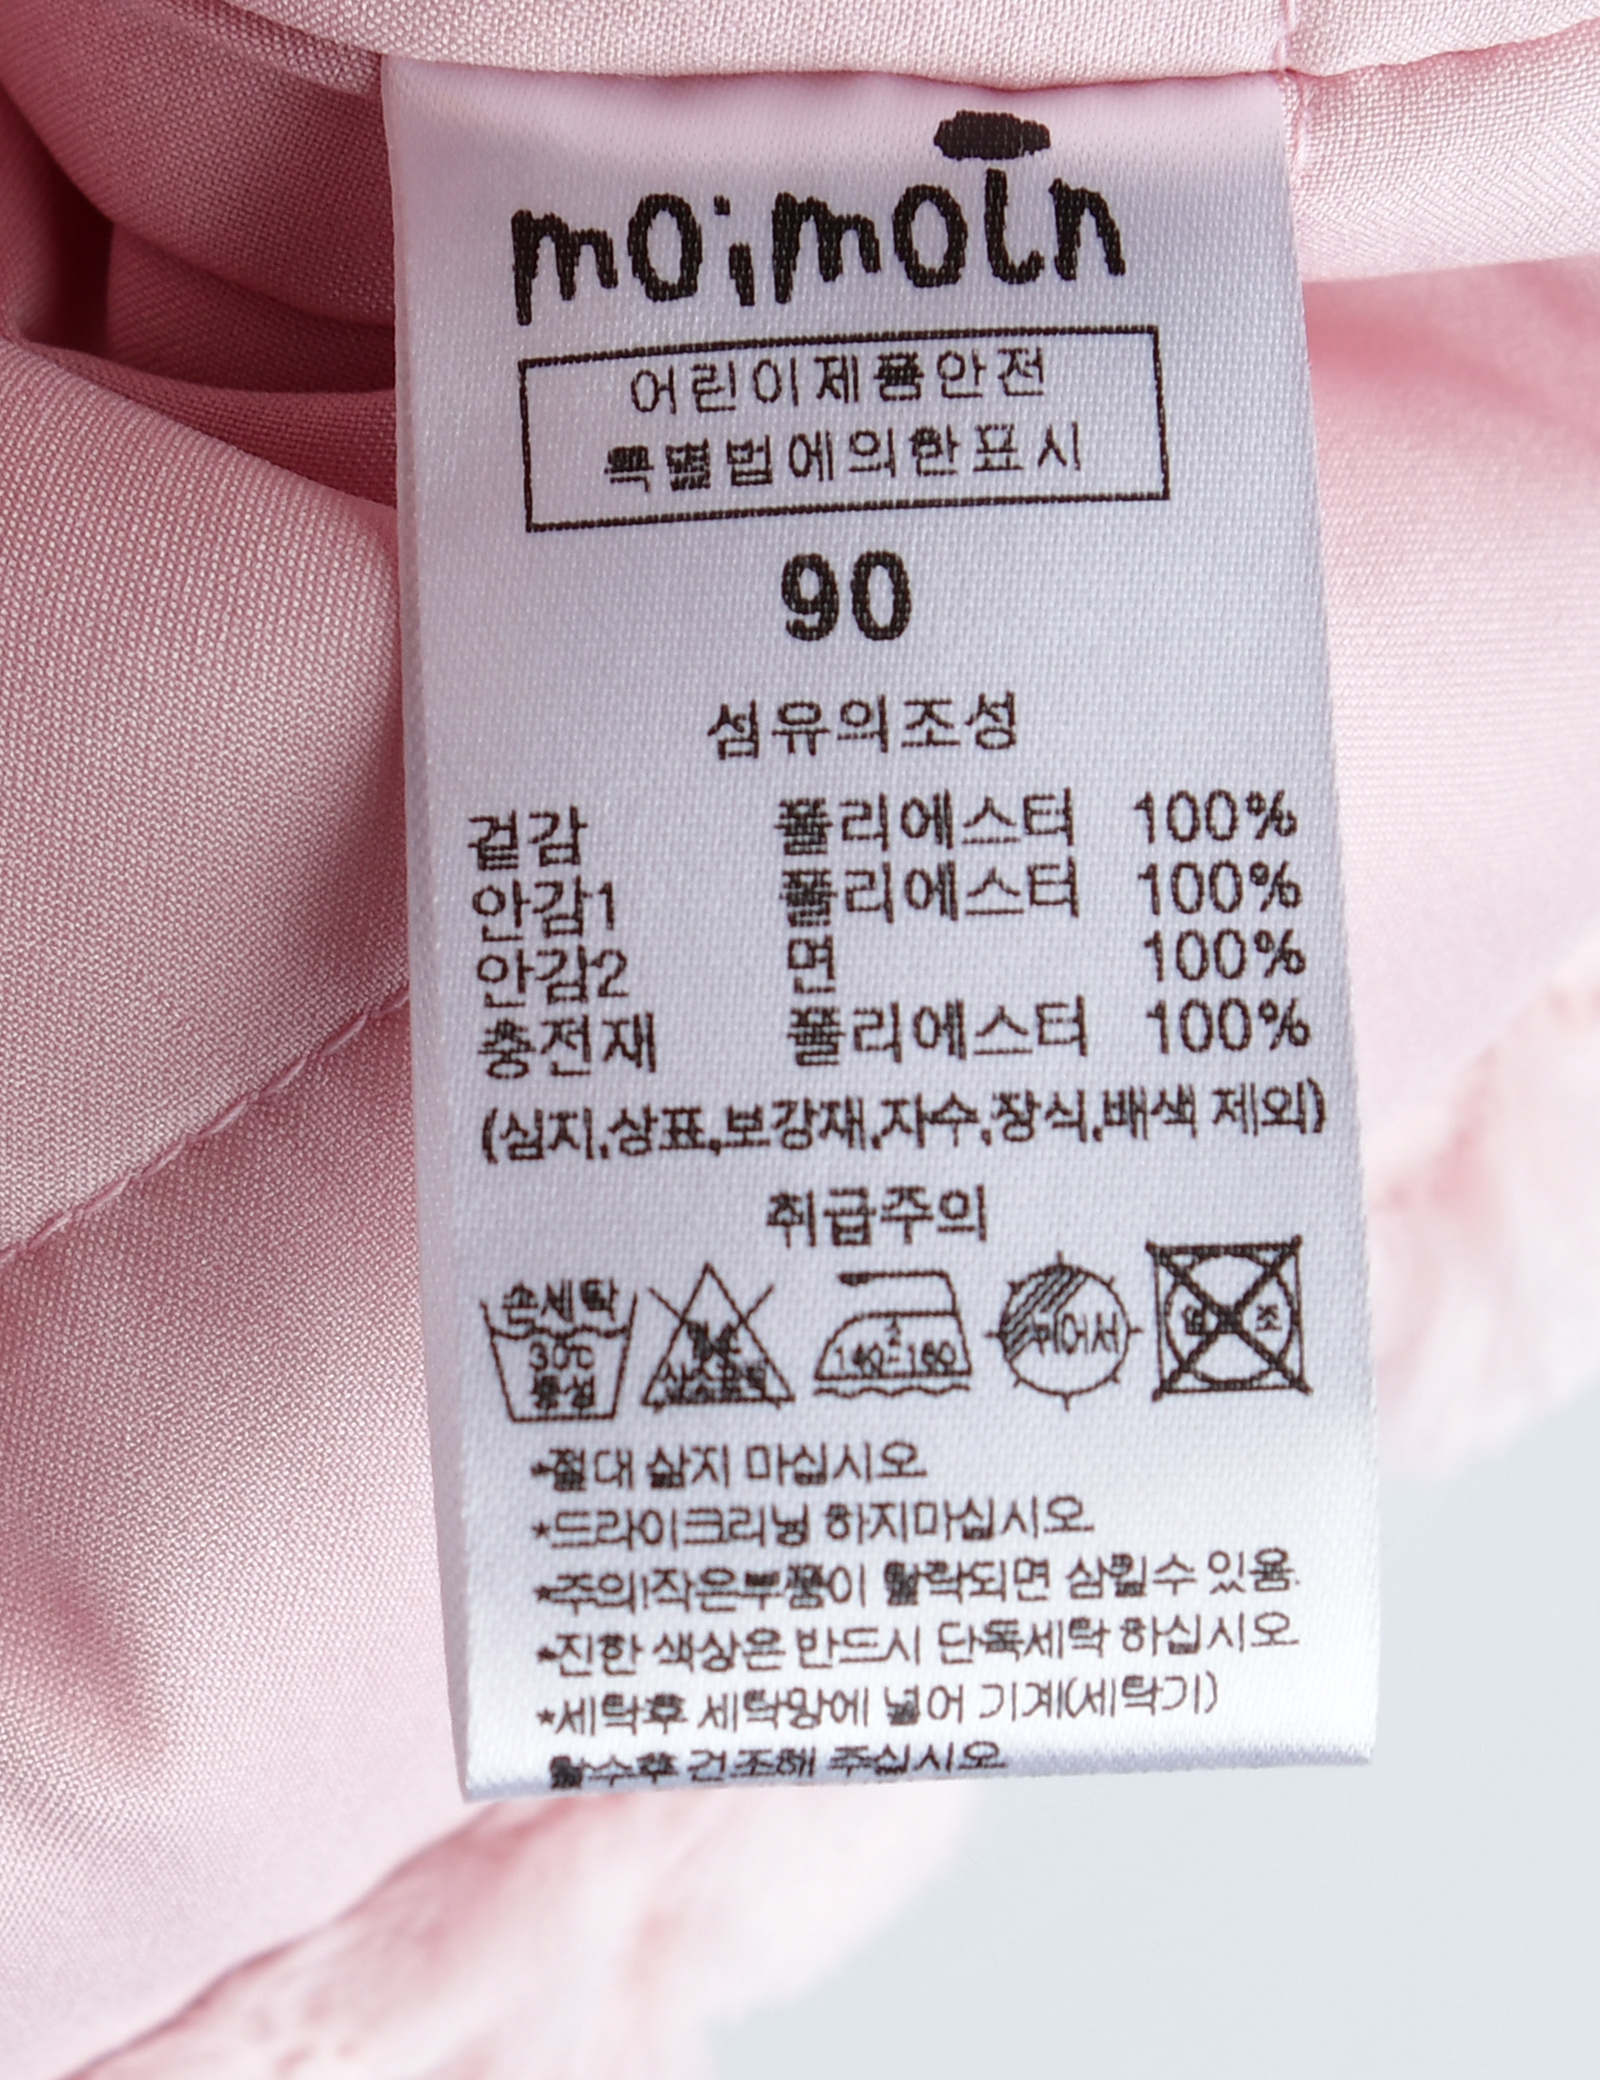 moimoln
어린이제품안전
특별법에의한표시
90
섬유의조성
겉감 폴리에스터 100%
안감1 폴리에스터 100%
안감2 면 100%
충전재 폴리에스터 100%
(심지,상표,보강재,자수,장식,배색 제외)
취급주의
손세탁 30℃ 중성
140~160
뉘어서
*절대 삶지 마십시오.
*드라이크리닝 하지마십시오.
*주의!작은부품이 탈락되면 삼킬수 있음.
*진한 색상은 반드시 단독세탁 하십시오.
*세탁후 세탁망에 넣어 기계(세탁기)
탈수후 건조해 주십시오.